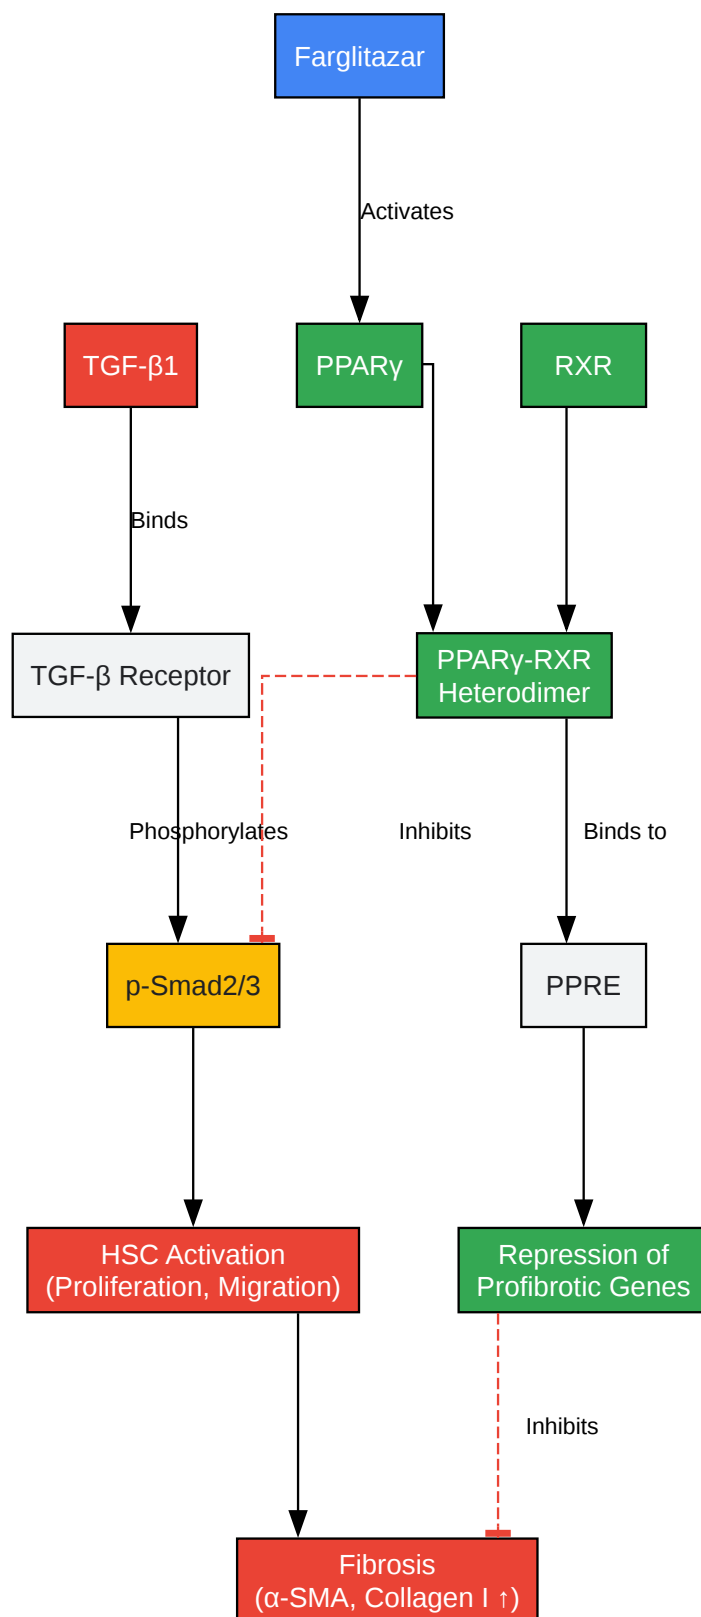 Farglitazar
Activates
TGF-β1
PPARγ
RXR
Binds
TGF-β Receptor
PPARγ-RXR
Heterodimer
Phosphorylates
Inhibits
Binds to
p-Smad2/3
PPRE
HSC Activation
(Proliferation, Migration)
Repression of
Profibrotic Genes
Inhibits
Fibrosis
(α-SMA, Collagen I ↑)